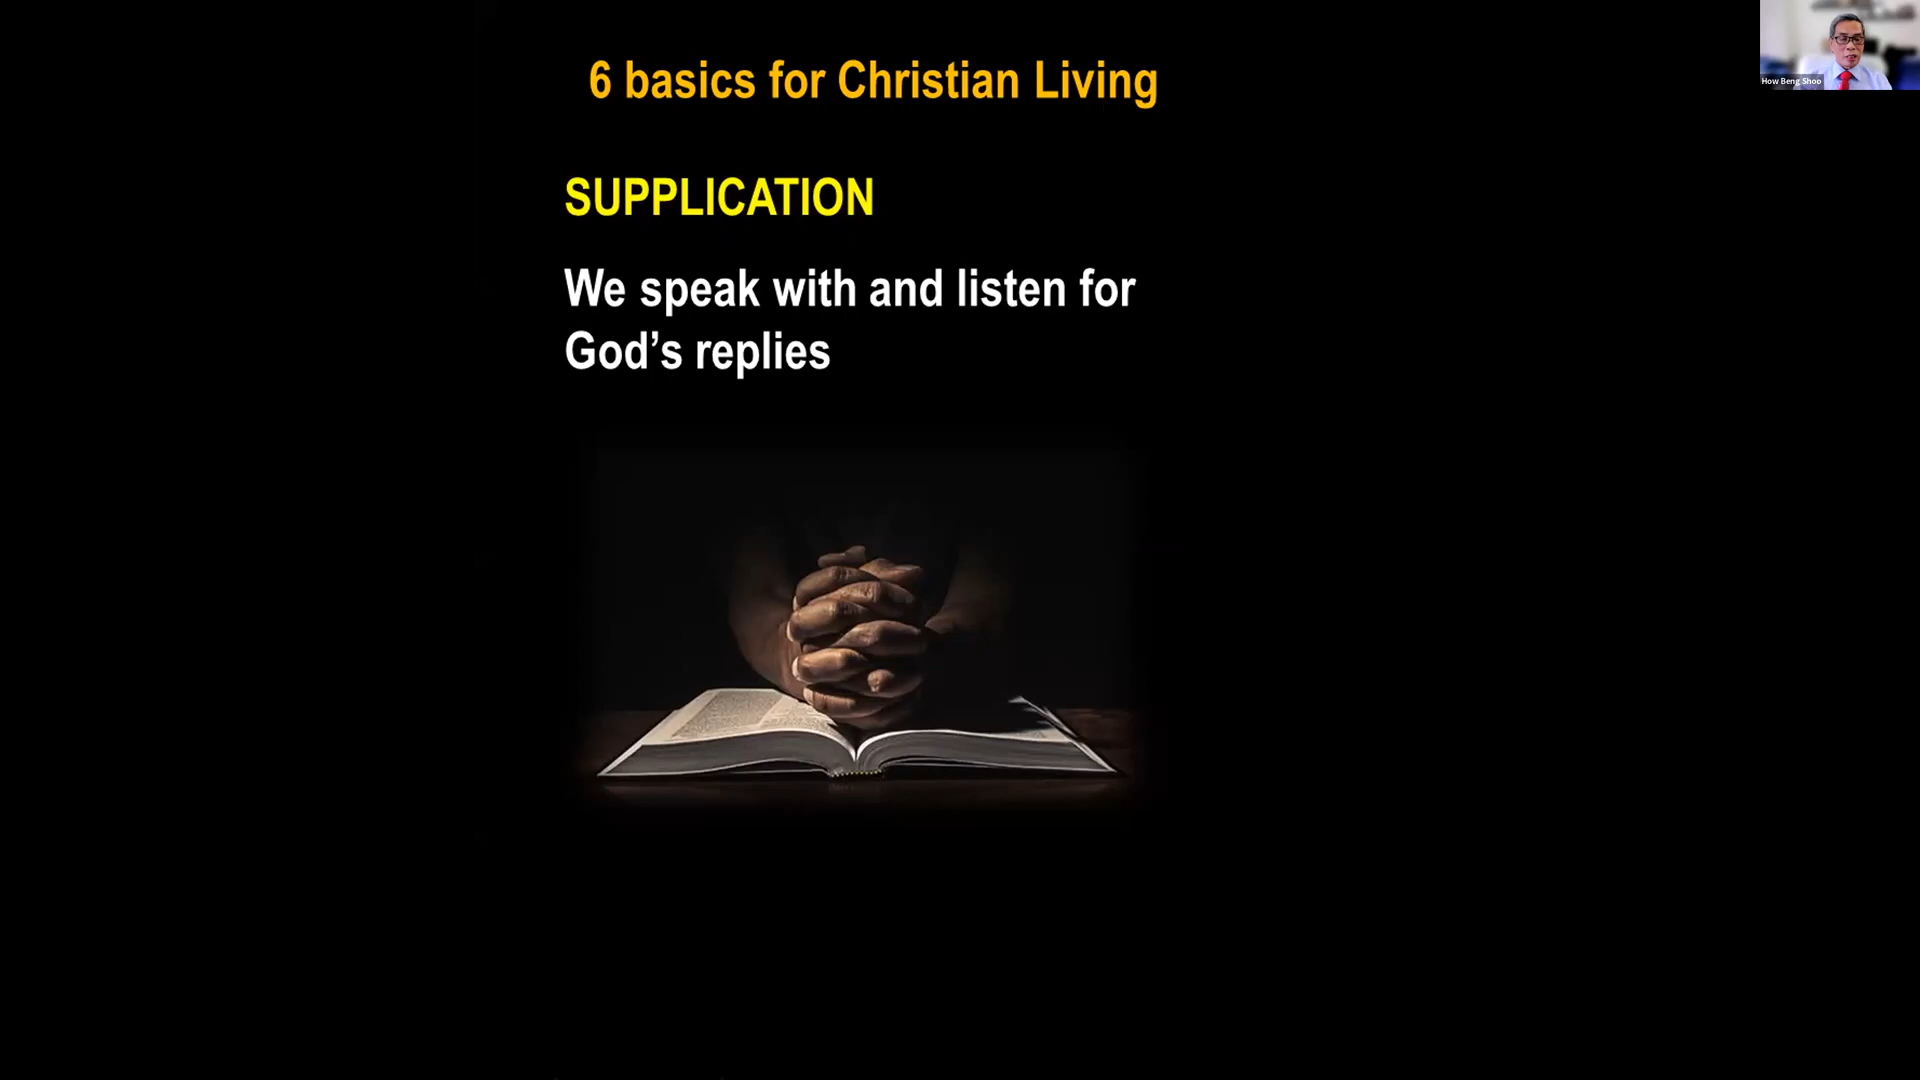 6 basics for Christian Living
How Beng Shoo
SUPPLICATION
We speak with and listen for
God’s replies